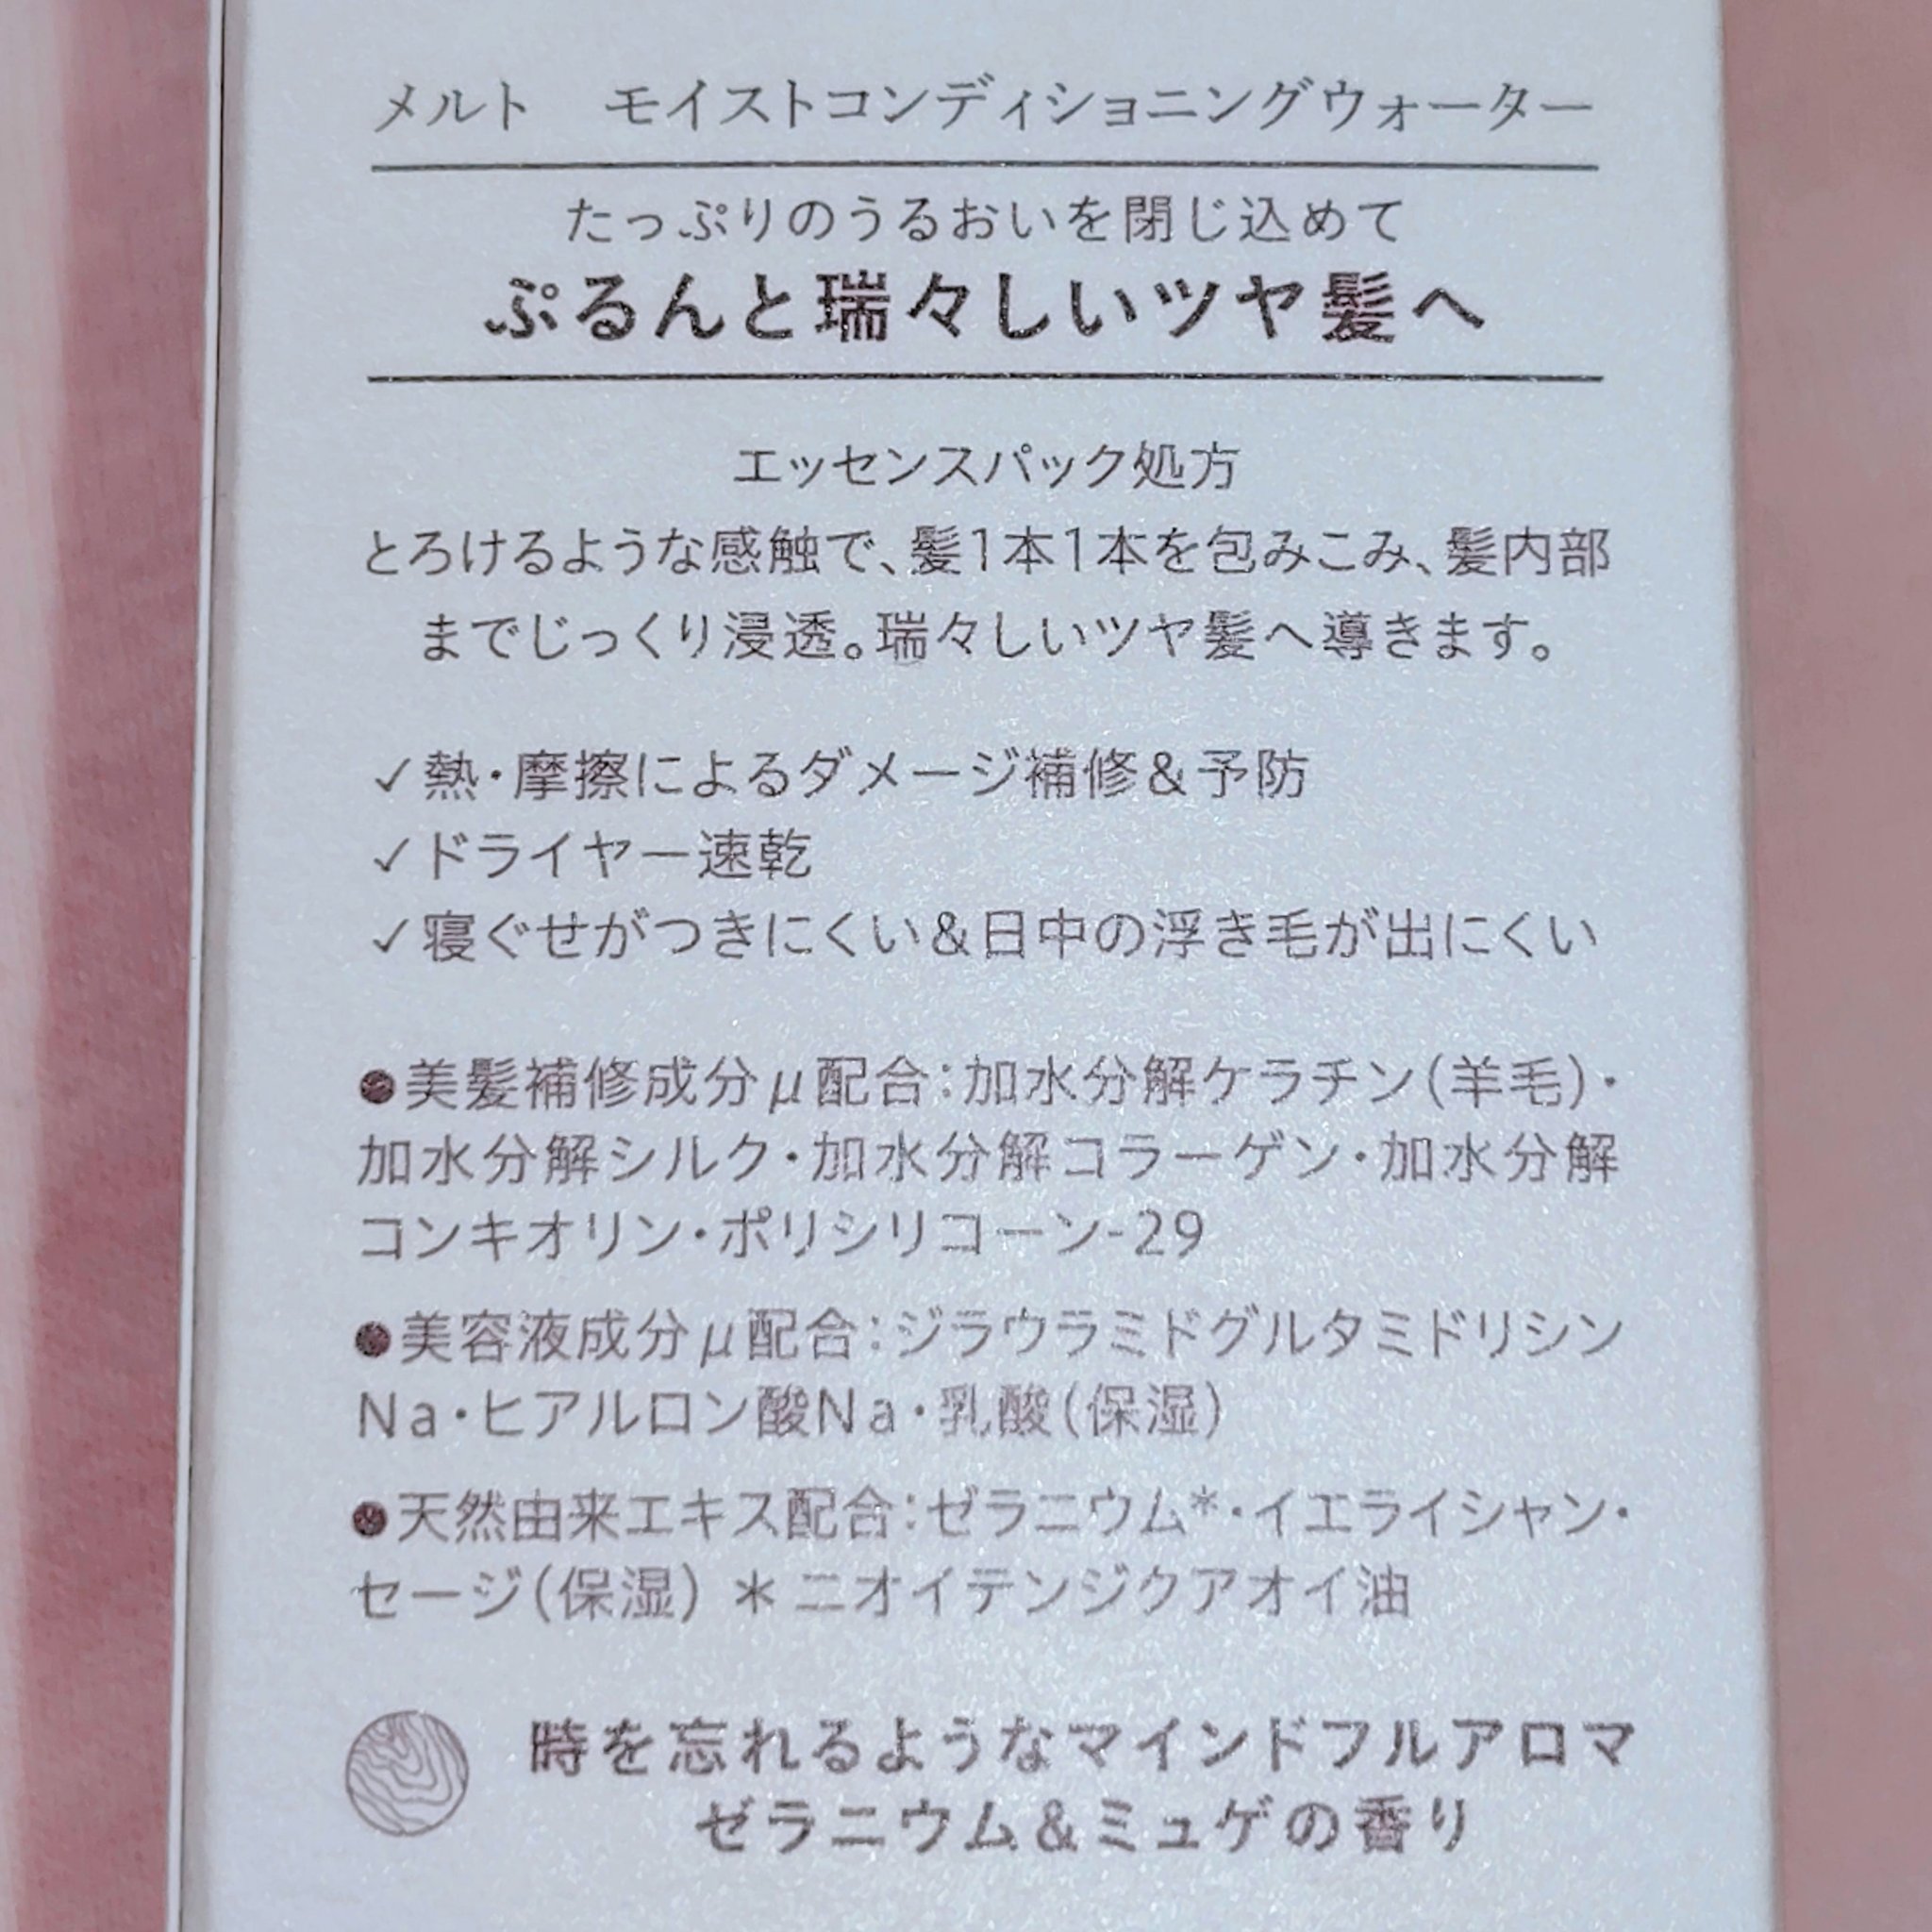 メルト　モイストコンディショニングウォーター
たっぷりのうるおいを閉じ込めて
ぷるんと瑞々しいツヤ髪へ
エッセンスパック処方
とろけるような感触で、髪1本1本を包みこみ、髪内部
までじっくり浸透。瑞々しいツヤ髪へ導きます。
✓熱・摩擦によるダメージ補修&予防
✓ドライヤー速乾
✓寝ぐせがつきにくい&日中の浮き毛が出にくい
●美髪補修成分μ配合：加水分解ケラチン(羊毛)・
加水分解シルク・加水分解コラーゲン・加水分解
コンキオリン・ポリシリコーン-29
●美容液成分μ配合：ジラウラミドグルタミドリシン
Na・ヒアルロン酸Na・乳酸(保湿)
●天然由来エキス配合：ゼラニウム*・イエライシャン・
セージ(保湿) ＊ニオイテンジクアオイ油
時を忘れるようなマインドフルアロマ
ゼラニウム&ミュゲの香り